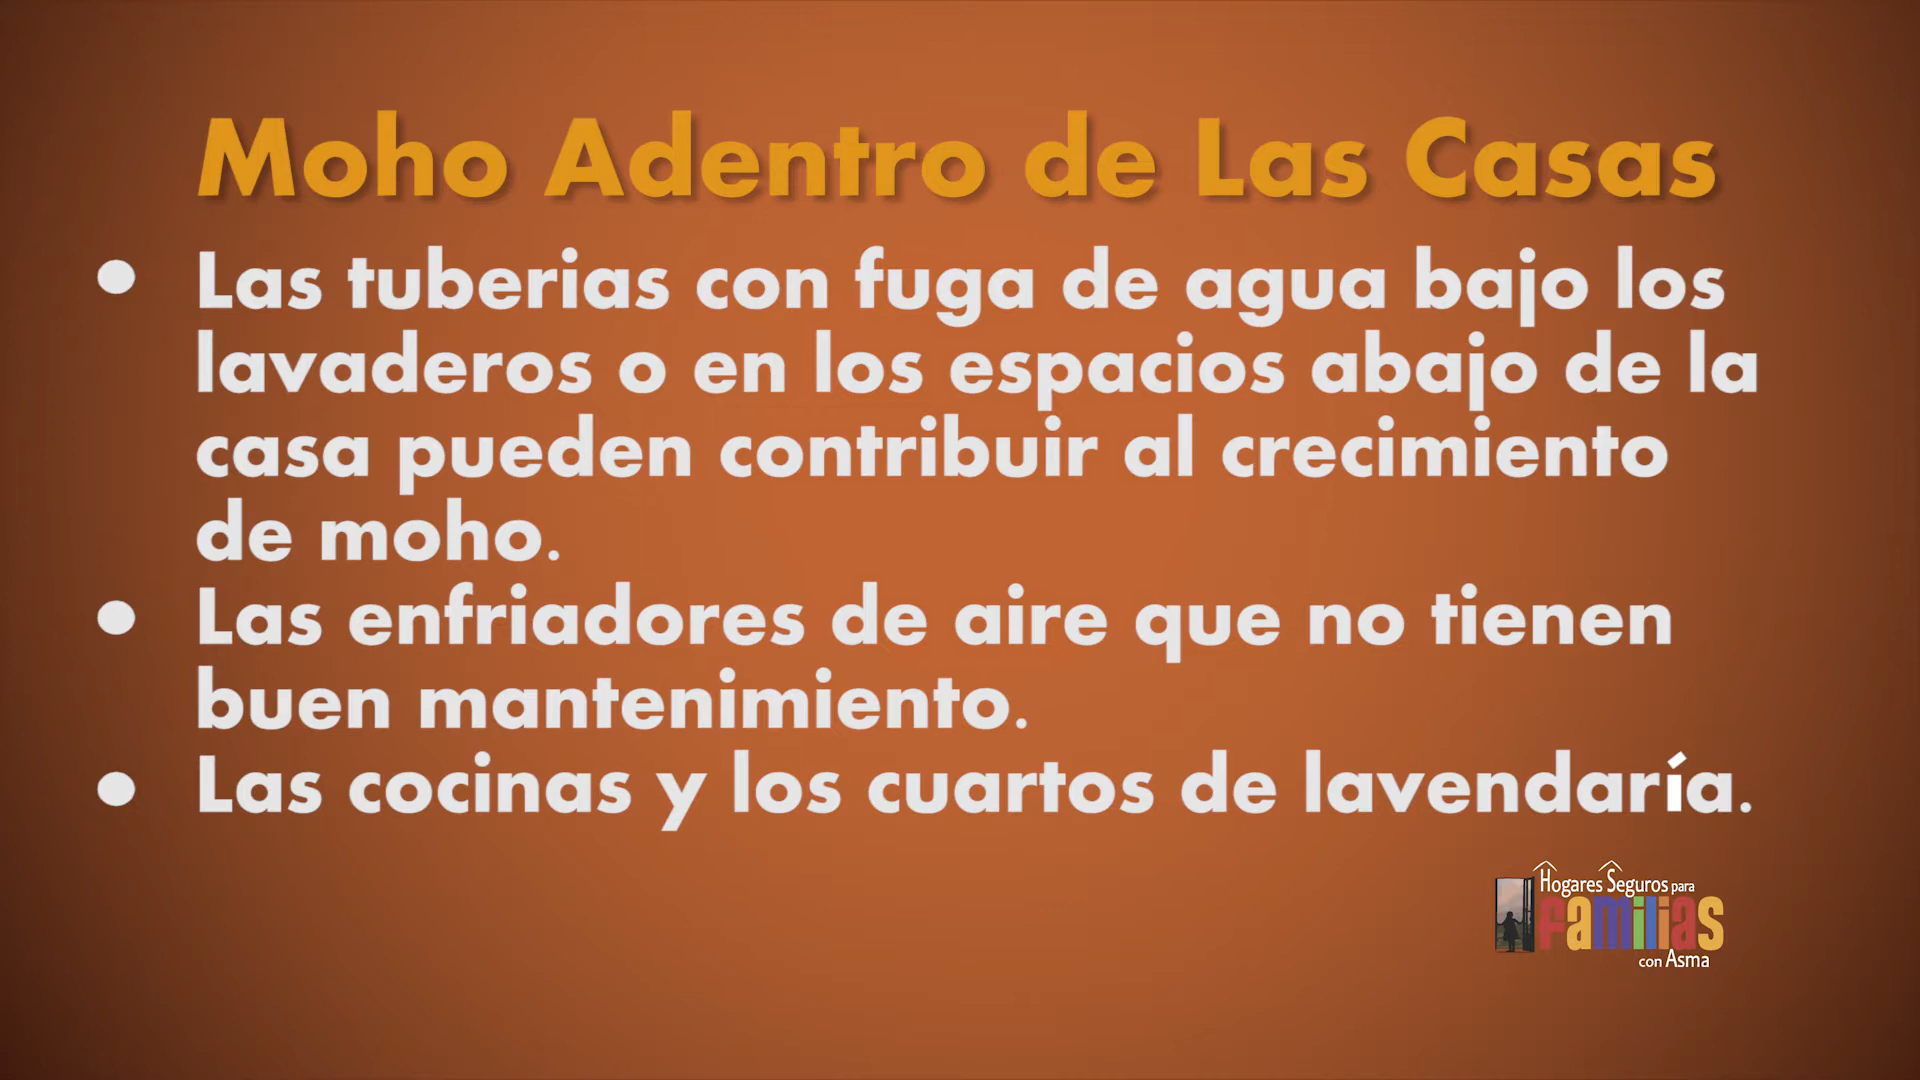 Moho Adentro de Las Casas
• Las tuberias con fuga de agua bajo los
lavaderos o en los espacios abajo de la
casa pueden contribuir al crecimiento
de moho.
• Las enfriadores de aire que no tienen
buen mantenimiento.
• Las cocinas y los cuartos de lavendaría.
Hogares Seguros para
Familias
con Asma